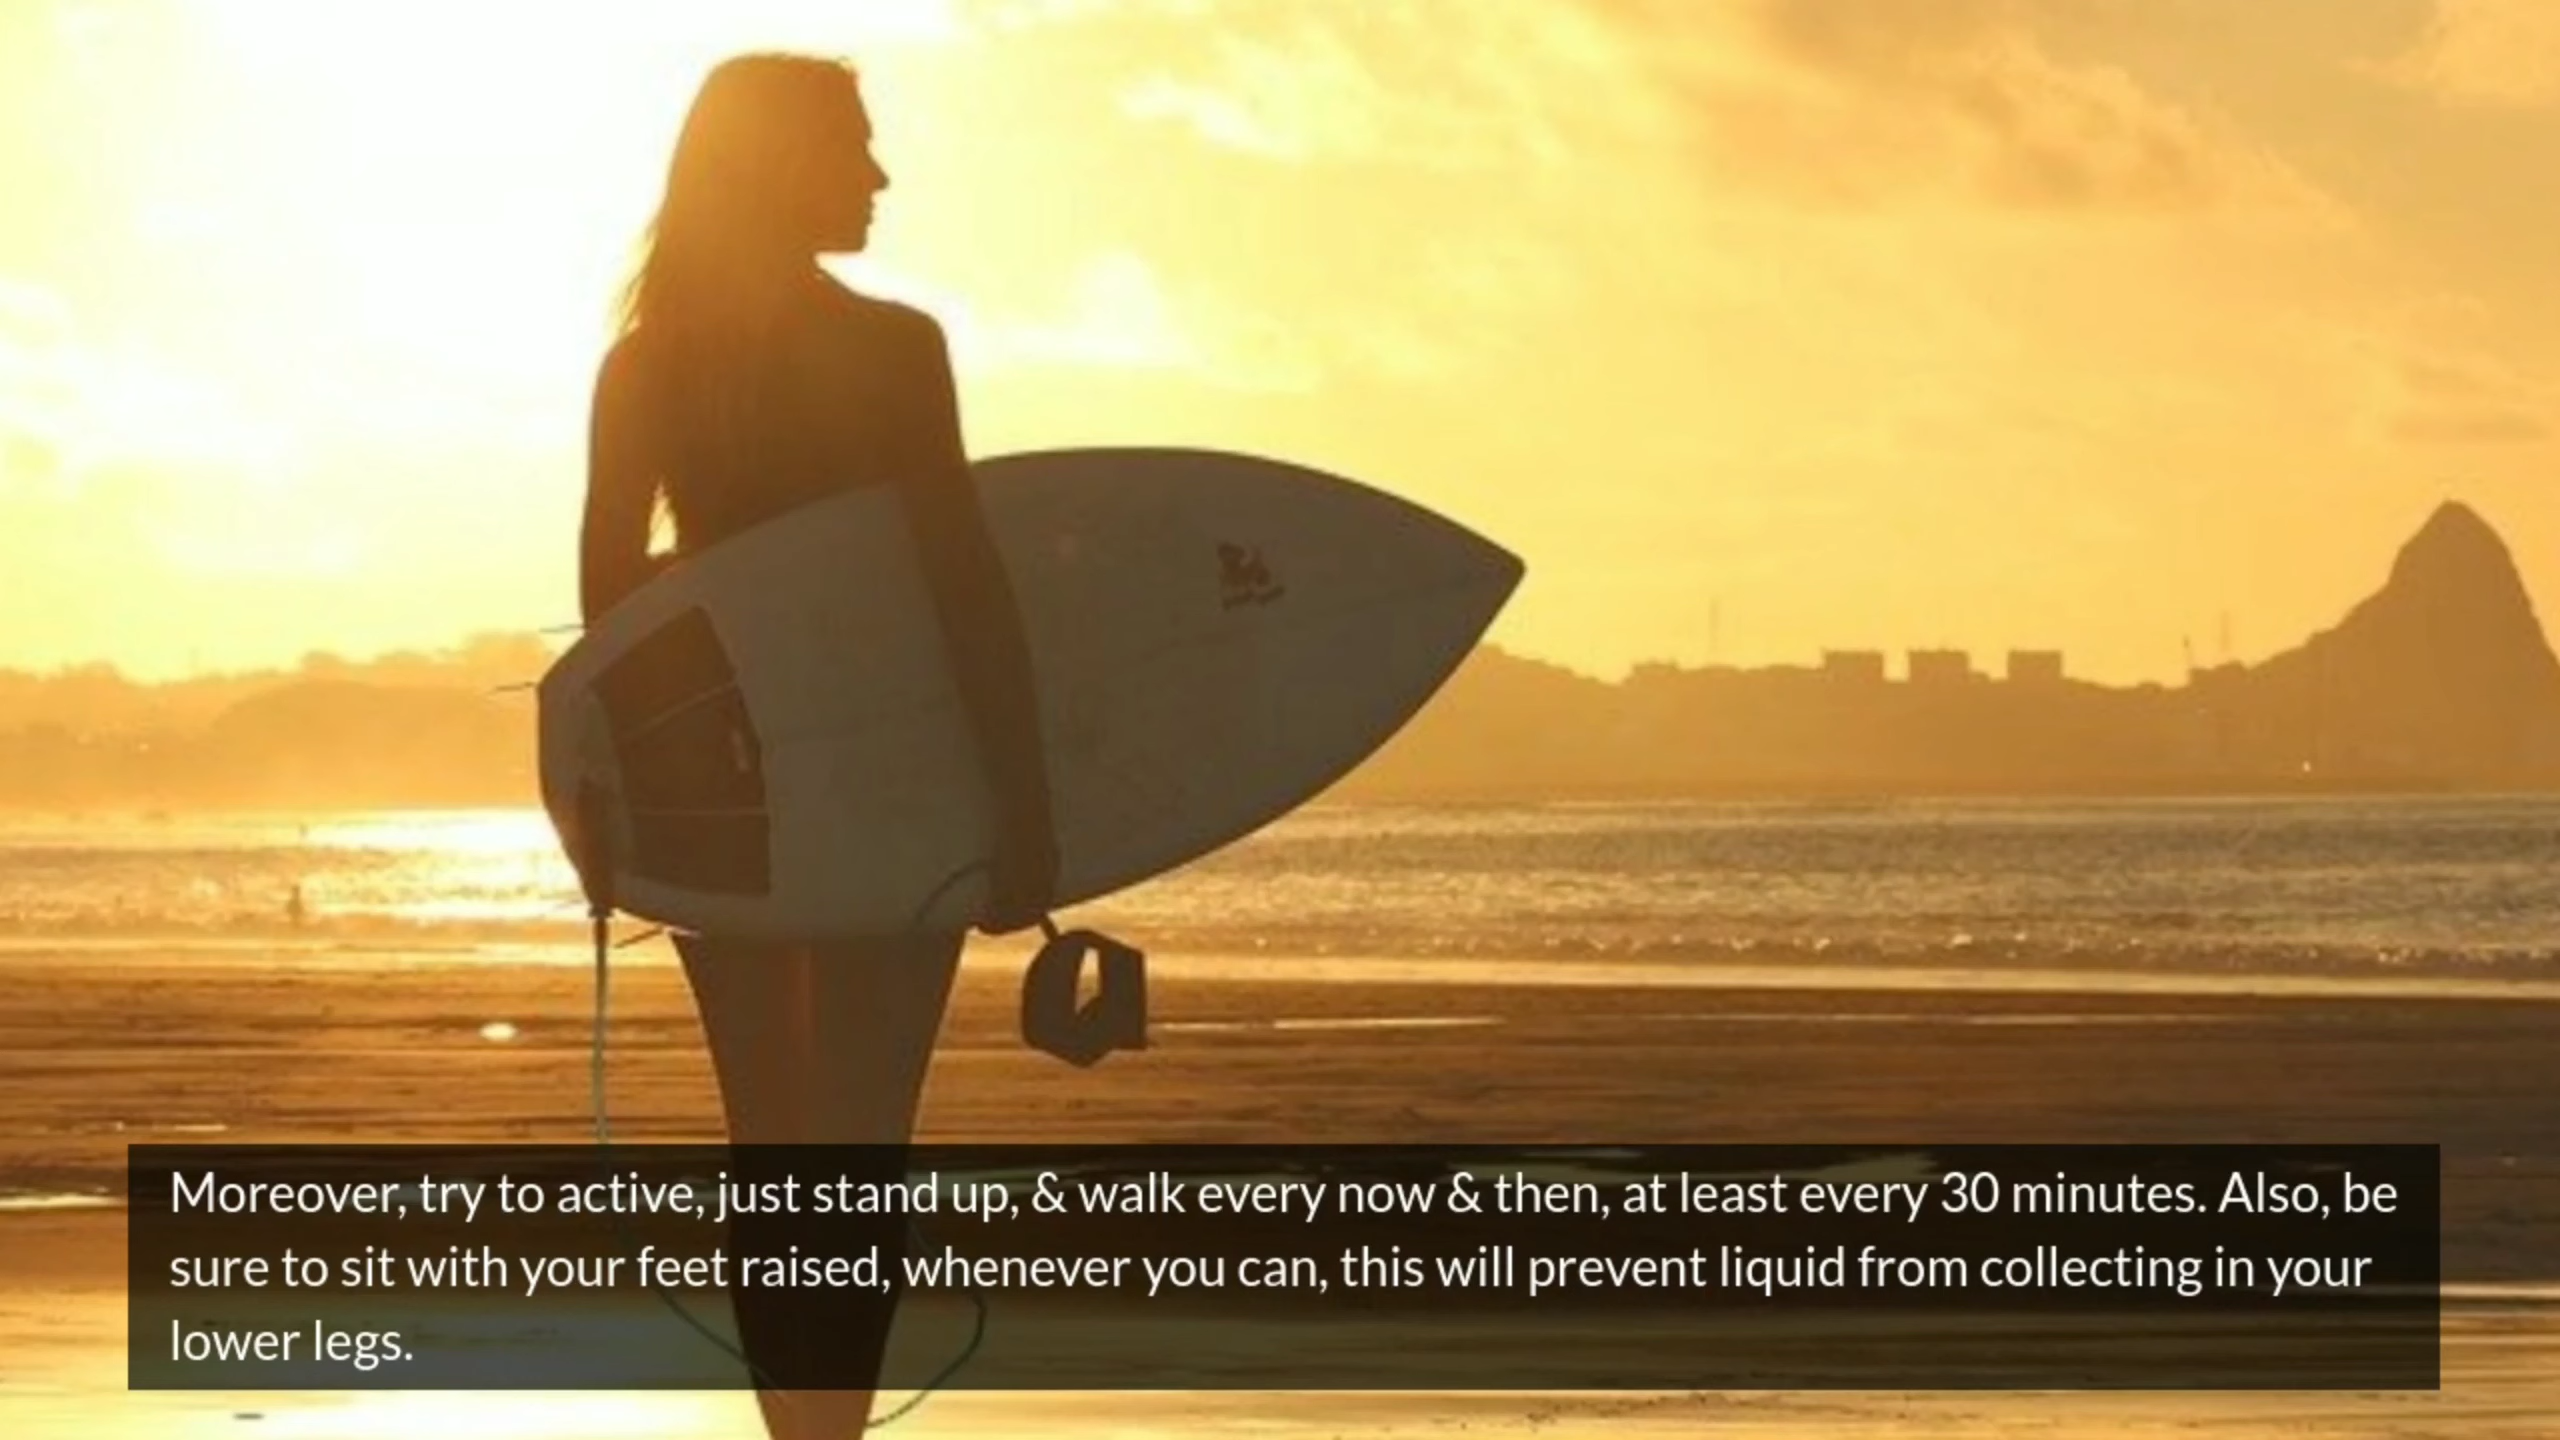 Moreover, try to active, just stand up, & walk every now & then, at least every 30 minutes. Also, be
sure to sit with your feet raised, whenever you can, this will prevent liquid from collecting in your
lower legs.